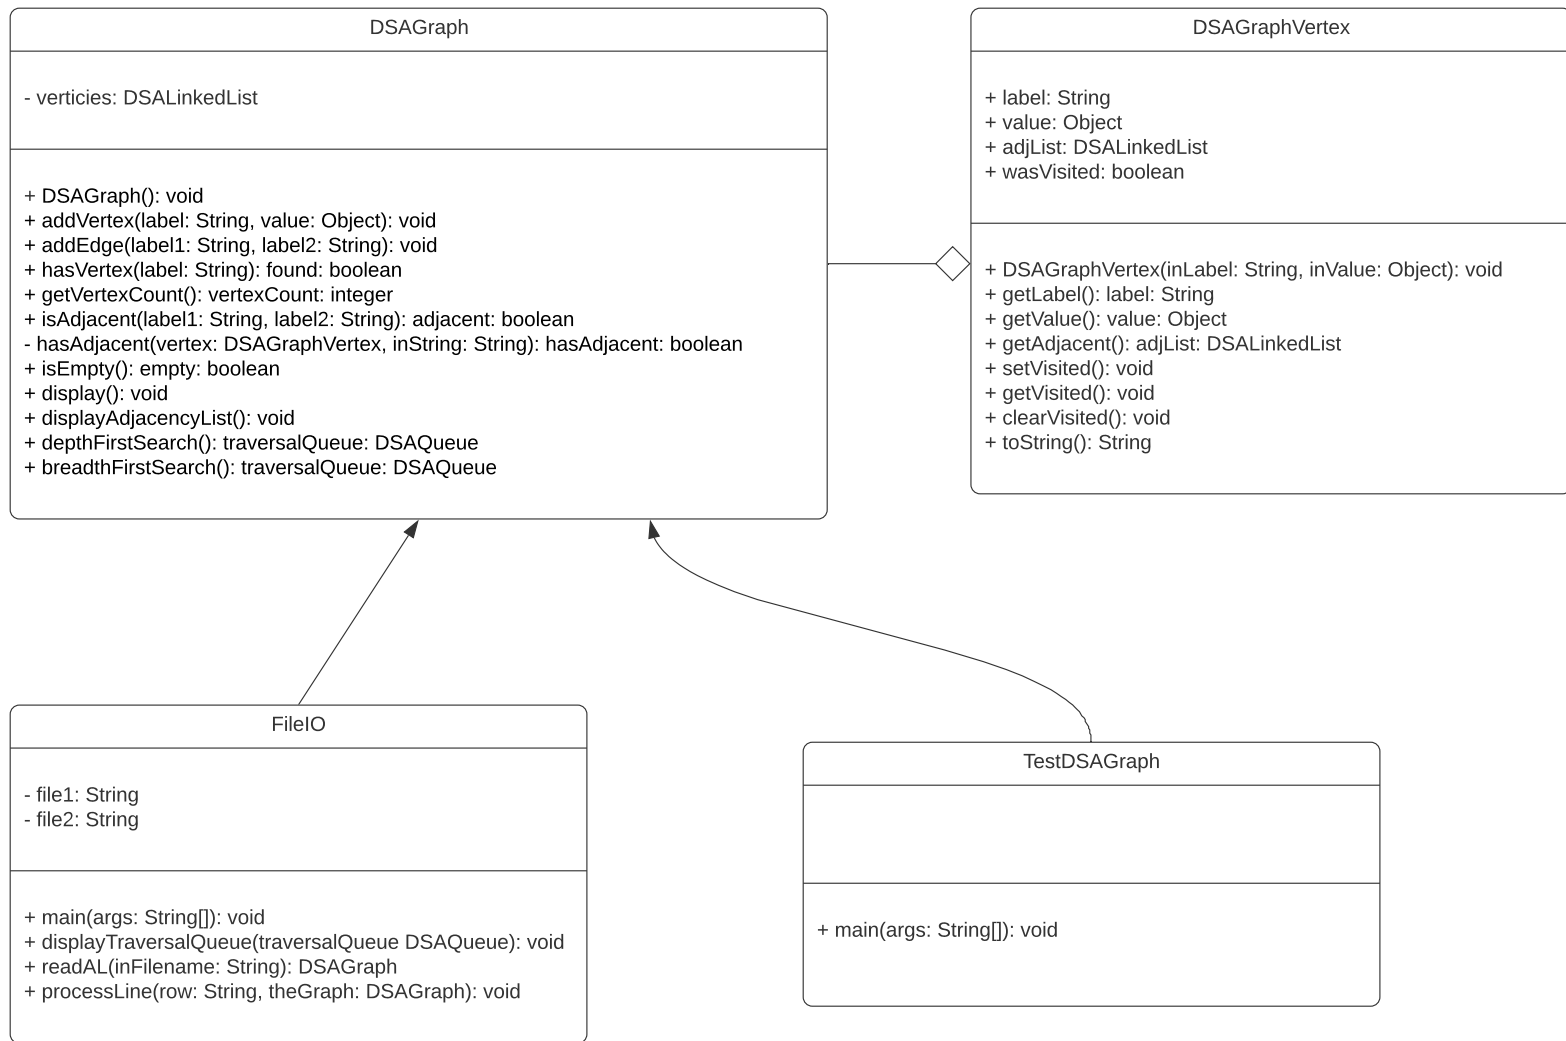 DSAGraph
- verticies: DSALinkedList
+ DSAGraph(): void
+ addVertex(label: String, value: Object): void
+ addEdge(label1: String, label2: String): void
+ hasVertex(label: String): found: boolean
+ getVertexCount(): vertexCount: integer
+ isAdjacent(label1: String, label2: String): adjacent: boolean
- hasAdjacent(vertex: DSAGraphVertex, inString: String): hasAdjacent: boolean
+ isEmpty(): empty: boolean
+ display(): void
+ displayAdjacencyList(): void
+ depthFirstSearch(): traversalQueue: DSAQueue
+ breadthFirstSearch(): traversalQueue: DSAQueue
DSAGraphVertex
+ label: String
+ value: Object
+ adjList: DSALinkedList
+ wasVisited: boolean
+ DSAGraphVertex(inLabel: String, inValue: Object): void
+ getLabel(): label: String
+ getValue(): value: Object
+ getAdjacent(): adjList: DSALinkedList
+ setVisited(): void
+ getVisited(): void
+ clearVisited(): void
+ toString(): String
FileIO
- file1: String
- file2: String
+ main(args: String[]): void
+ displayTraversalQueue(traversalQueue DSAQueue): void
+ readAL(inFilename: String): DSAGraph
+ processLine(row: String, theGraph: DSAGraph): void
TestDSAGraph
+ main(args: String[]): void